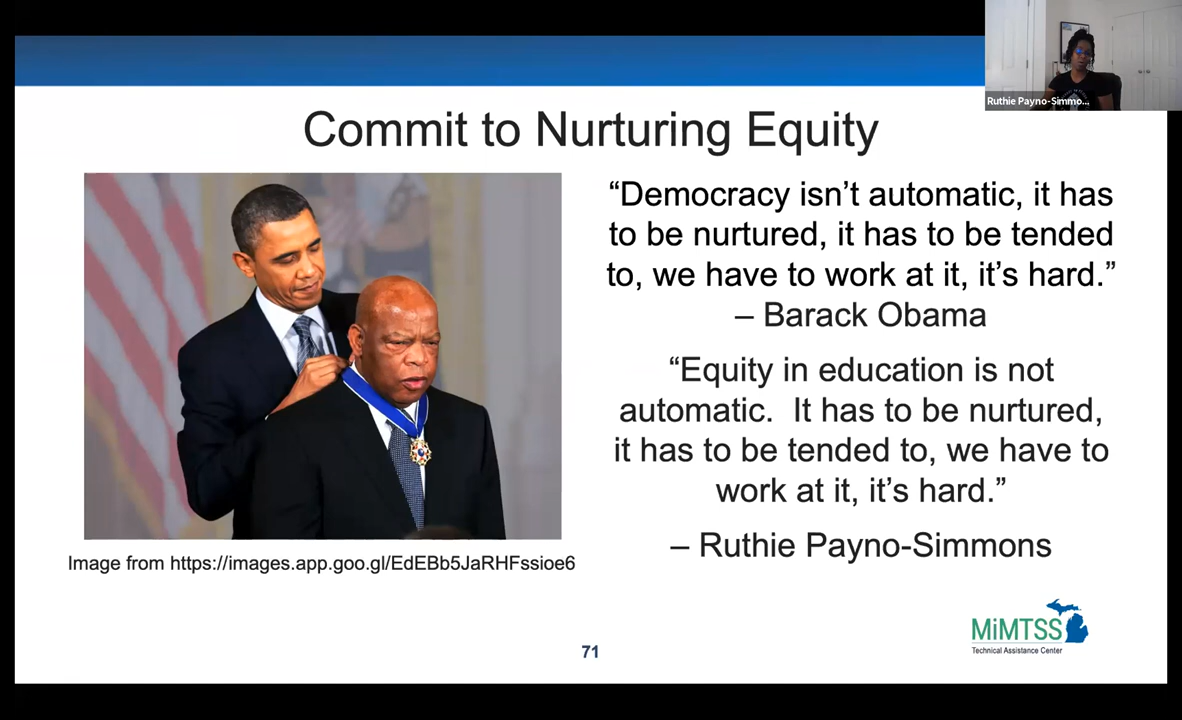 Ruthie Payno-Simmo...
Commit to Nurturing Equity
“Democracy isn’t automatic, it has
to be nurtured, it has to be tended
to, we have to work at it, it’s hard.”
– Barack Obama
“Equity in education is not
automatic.  It has to be nurtured,
it has to be tended to, we have to
work at it, it’s hard.”
– Ruthie Payno-Simmons
Image from https://images.app.goo.gl/EdEBb5JaRHFssioe6
MiMTSS
Technical Assistance Center
71